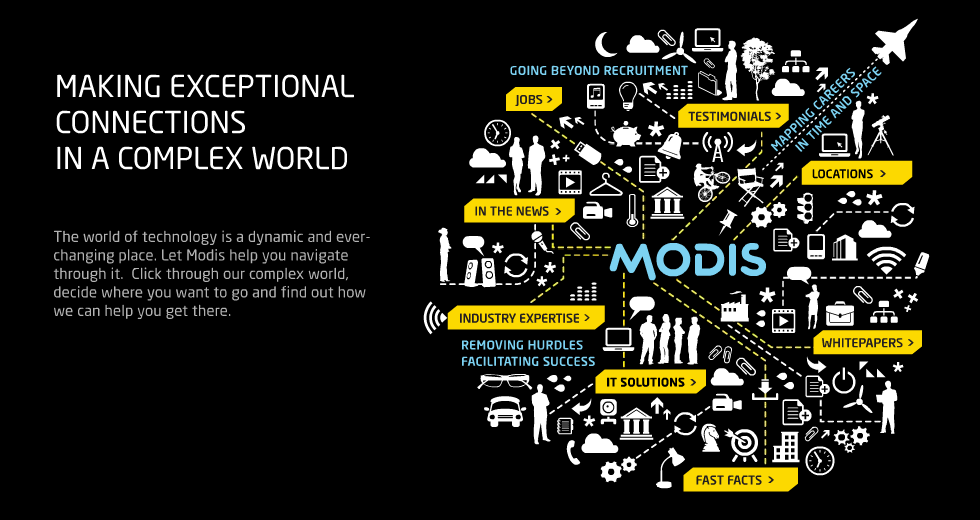 MAKING EXCEPTIONAL
CONNECTIONS
IN A COMPLEX WORLD
The world of technology is a dynamic and ever-
changing place. Let Modis help you navigate
through it.  Click through our complex world,
decide where you want to go and find out how
we can help you get there.
GOING BEYOND RECRUITMENT
JOBS >
TESTIMONIALS >
MAPPING CAREERS
IN TIME AND SPACE
LOCATIONS >
IN THE NEWS >
MODIS
INDUSTRY EXPERTISE >
REMOVING HURDLES
FACILITATING SUCCESS
WHITEPAPERS >
IT SOLUTIONS >
FAST FACTS >